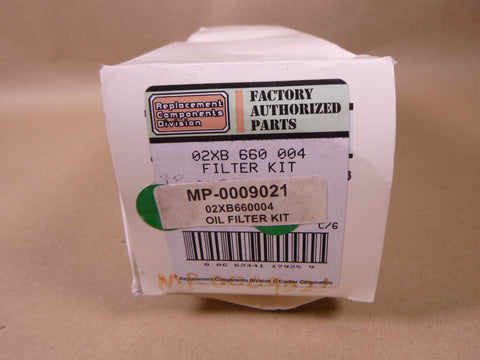 Replacement
Components
Division
FACTORY
AUTHORIZED
PARTS
02XB 660 004
FILTER KIT
MP-0009021
02XB660004
OIL FILTER KIT
C/6
0 06 62441 17925 9
Replacement Components Division © Carrier Corporation